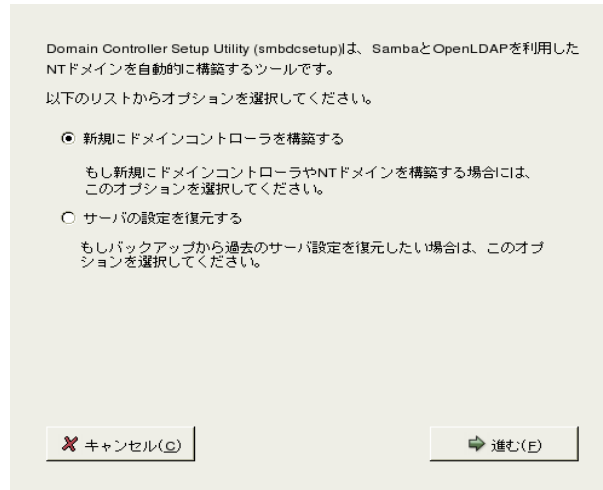 Domain Controller Setup Utility (smbdcsetup)は、SambaとOpenLDAPを利用した
NTドメインを自動的に構築するツールです。
以下のリストからオプションを選択してください。
新規にドメインコントローラを構築する
もし新規にドメインコントローラやNTドメインを構築する場合には、
このオプションを選択してください。
サーバの設定を復元する
もしバックアップから過去のサーバ設定を復元したい場合は、このオプ
ションを選択してください。
キャンセル(C)
進む(F)